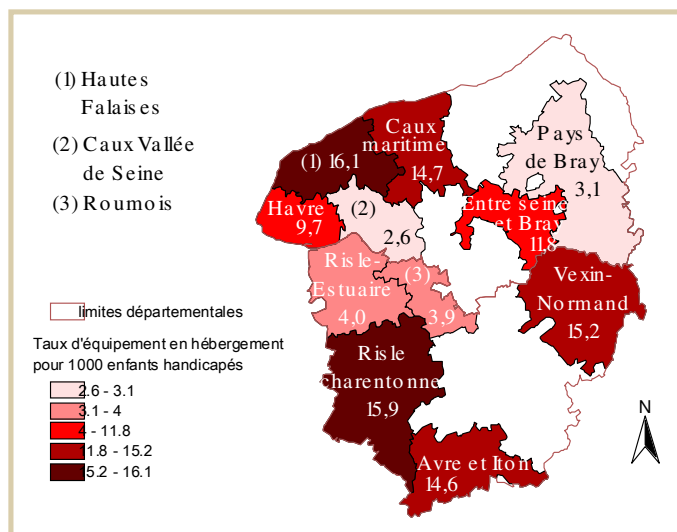 (1) Hautes
Falaises
(2) Caux Vallée
de Seine
(3) Roumois
Caux
maritime
14,7
(1) 16,1
Pays
de Bray
3,1
Havre
9,7
(2)
2,6
Entre seine
et Bray
11,8
Risle-
Estuaire
4,0
(3)
3,9
Vexin-
Normand
15,2
Risle
charentonne
15,9
Avre et Iton
14,6
limites départementales
Taux d'équipement en hébergement
pour 1000 enfants handicapés
2.6 - 3.1
3.1 - 4
4 - 11.8
11.8 - 15.2
15.2 - 16.1
N